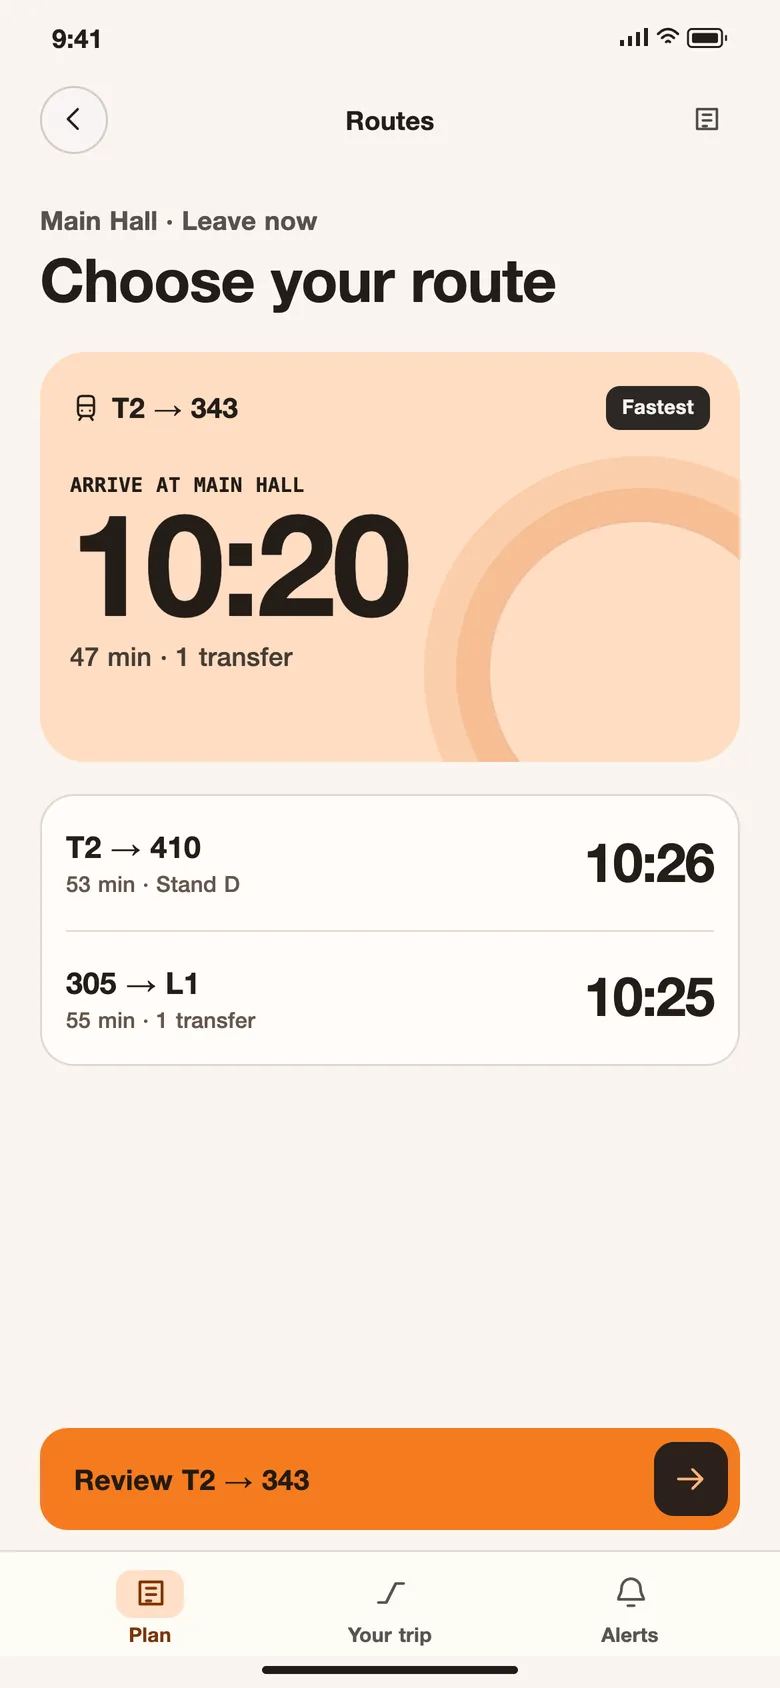 9:41
Routes
Main Hall · Leave now
Choose your route
T2 → 343
Fastest
ARRIVE AT MAIN HALL
10:20
47 min · 1 transfer
T2 → 410
53 min · Stand D
10:26
305 → L1
55 min · 1 transfer
10:25
Review T2 → 343
Plan
Your trip
Alerts